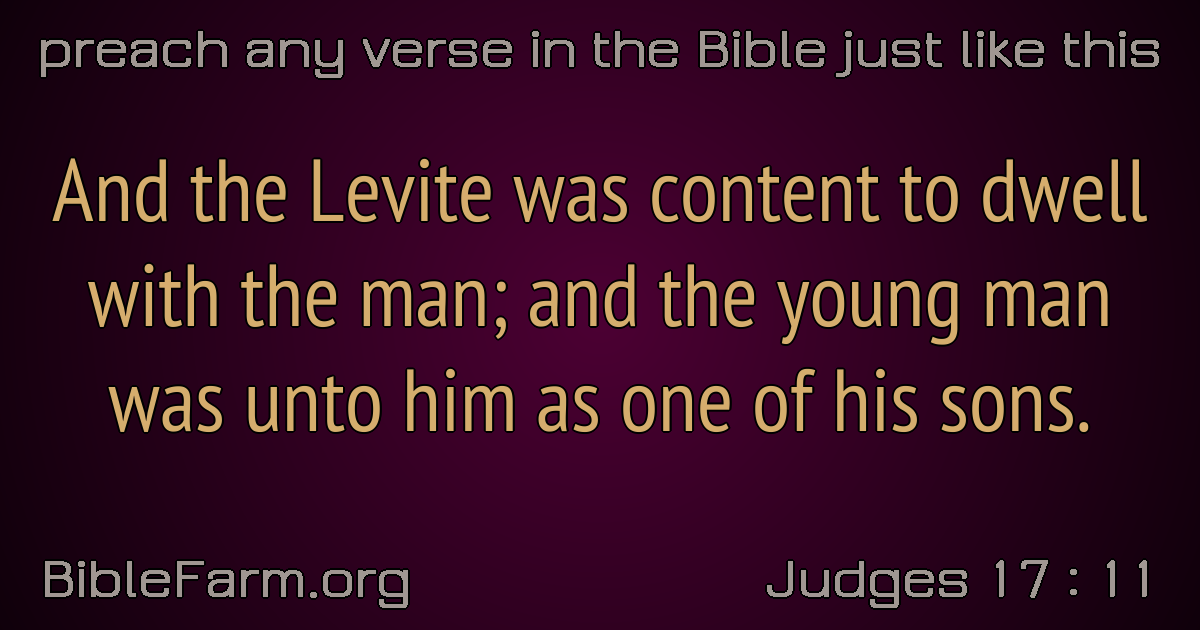 preach any verse in the Bible just like this
And the Levite was content to dwell
with the man; and the young man
was unto him as one of his sons.
BibleFarm.org
Judges 17 : 11